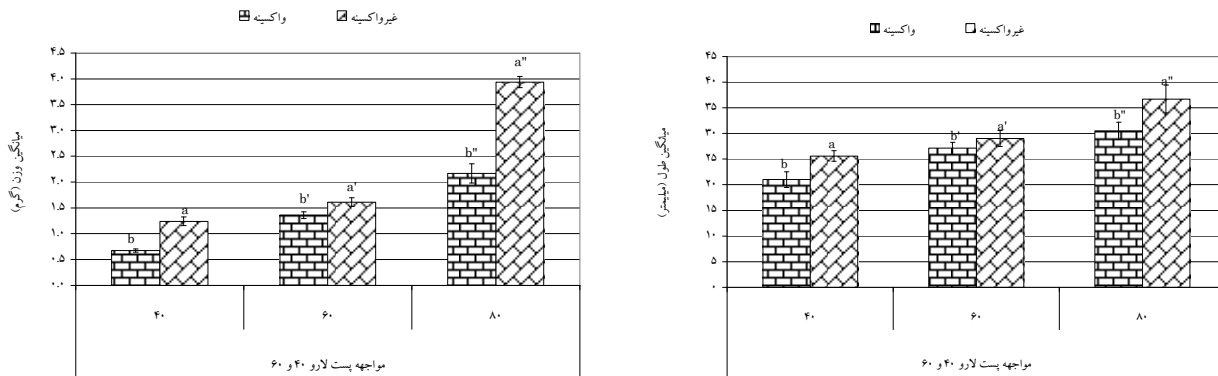 واکسینه غیرواکسینه
میانگین وزن (گرم)
۴.۵
۴.۰
۳.۵
۳.۰
۲.۵
۲.۰
۱.۵
۱.۰
۰.۵
۰.۰
b a b' a' b" a"
۴۰ ۶۰ ۸۰
مواجهه پست لارو ۴۰ و ۶۰
واکسینه غیرواکسینه
میانگین طول (میلیمتر)
۴۵
۴۰
۳۵
۳۰
۲۵
۲۰
۱۵
۱۰
۵
۰
b a b' a' b" a"
۴۰ ۶۰ ۸۰
مواجهه پست لارو ۴۰ و ۶۰